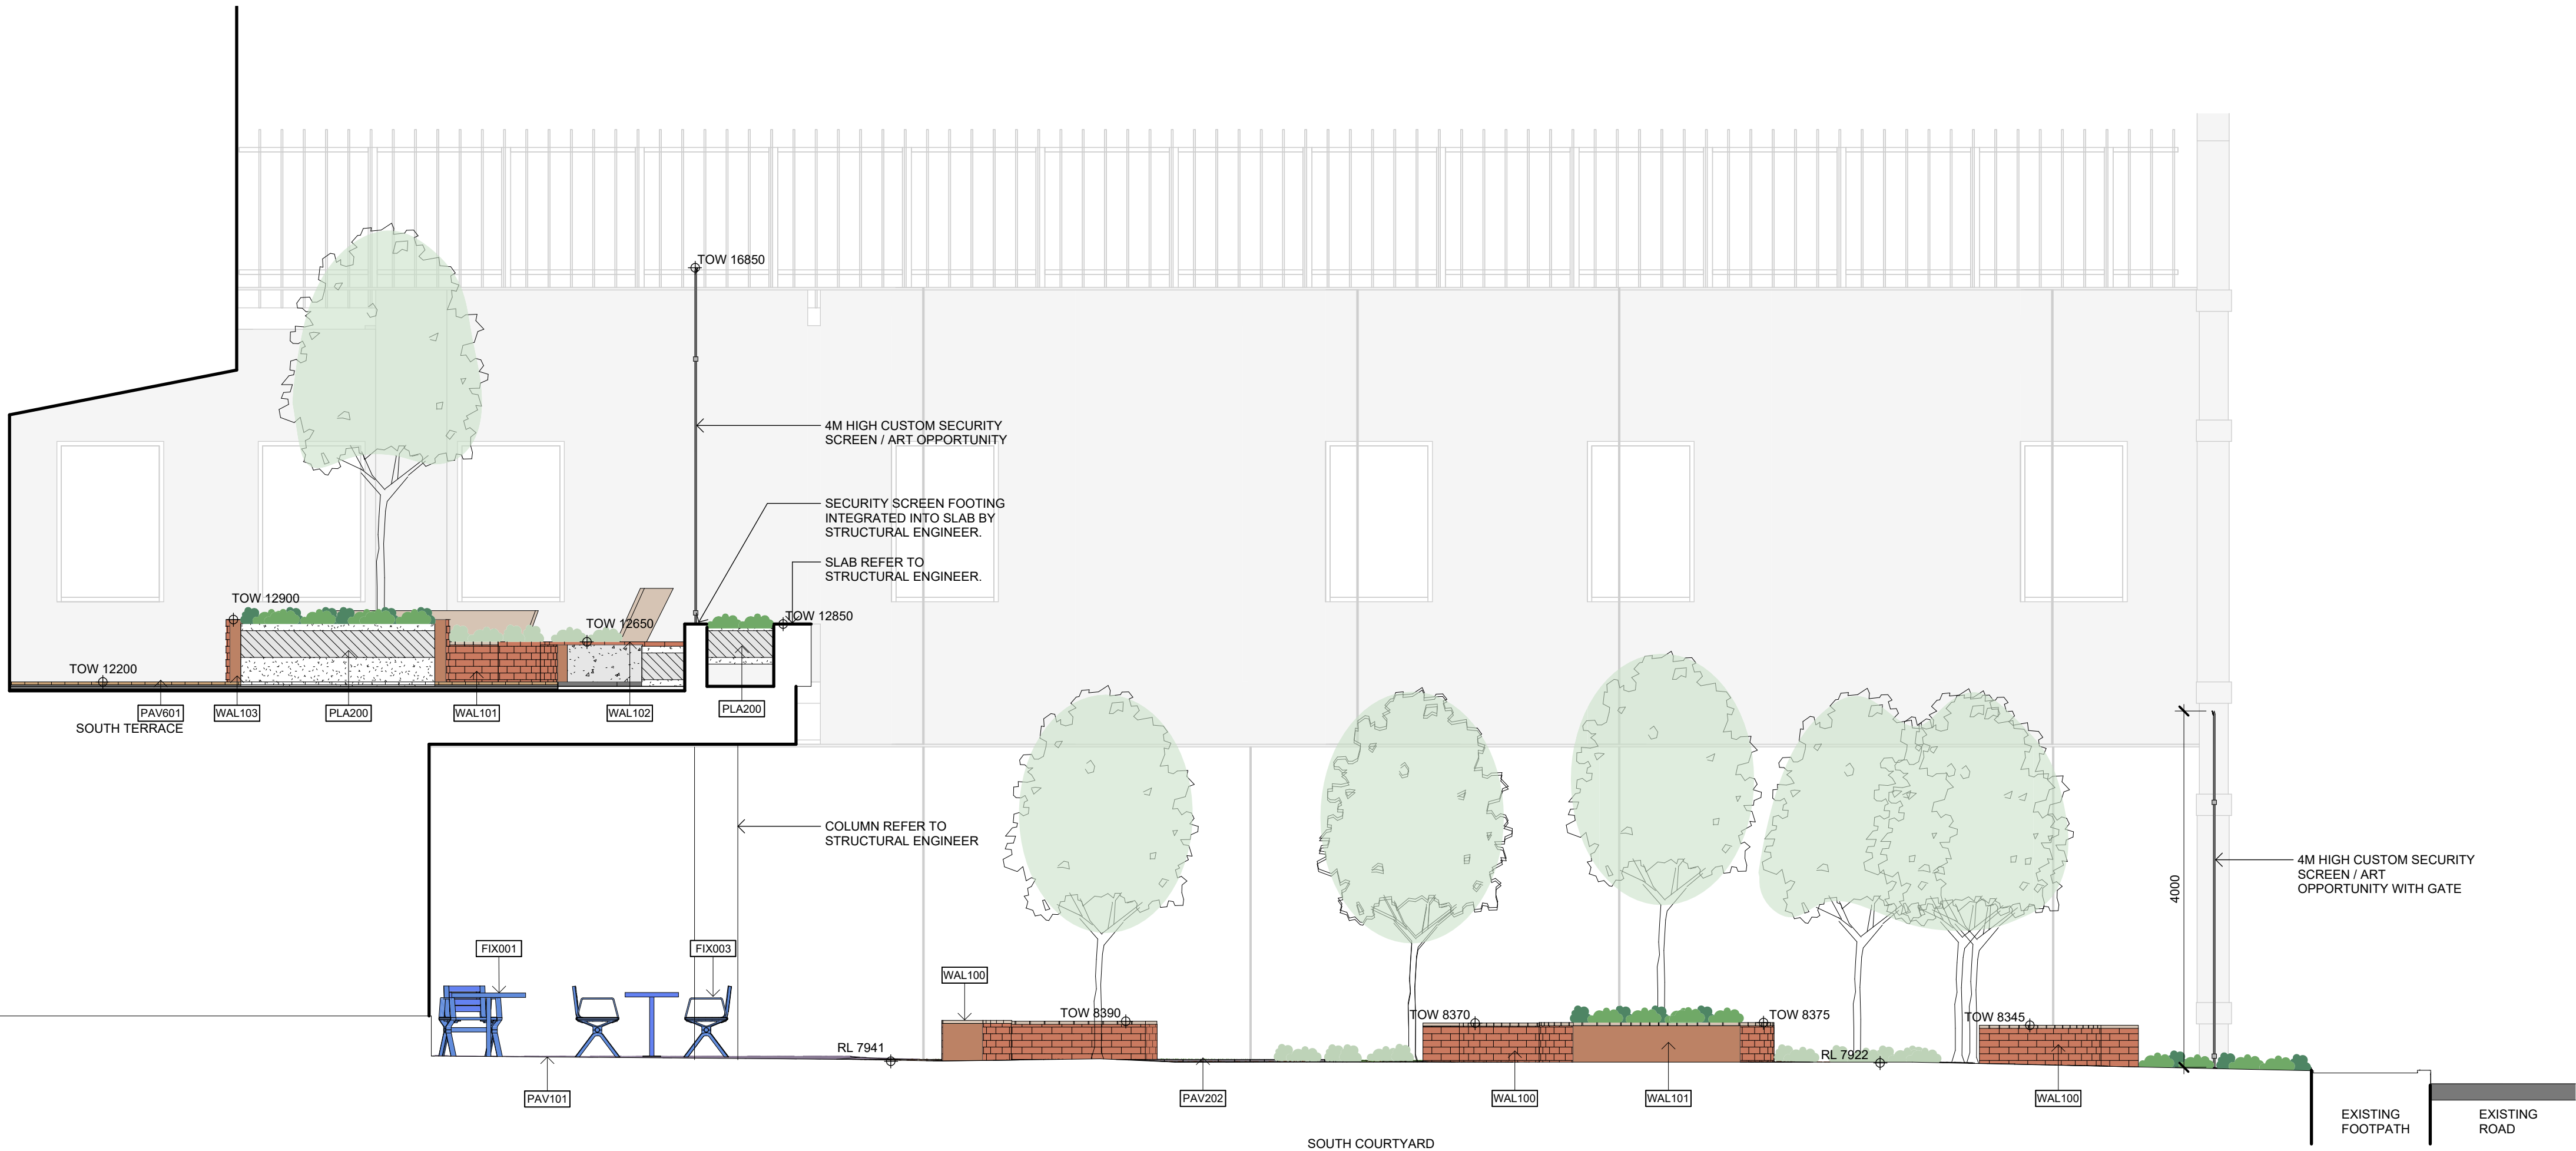 TOW 16850
4M HIGH CUSTOM SECURITY
SCREEN / ART OPPORTUNITY
SECURITY SCREEN FOOTING
INTEGRATED INTO SLAB BY
STRUCTURAL ENGINEER.
SLAB REFER TO
STRUCTURAL ENGINEER.
TOW 12900
TOW 12650
TOW 12850
TOW 12200
PAV601
WAL103
PLA200
WAL101
WAL102
PLA200
SOUTH TERRACE
COLUMN REFER TO
STRUCTURAL ENGINEER
4M HIGH CUSTOM SECURITY
SCREEN / ART
OPPORTUNITY WITH GATE
4000
FIX001
FIX003
WAL100
TOW 8390
TOW 8370
TOW 8375
TOW 8345
RL 7941
RL 7922
PAV101
PAV202
WAL100
WAL101
WAL100
EXISTING
FOOTPATH
EXISTING
ROAD
SOUTH COURTYARD